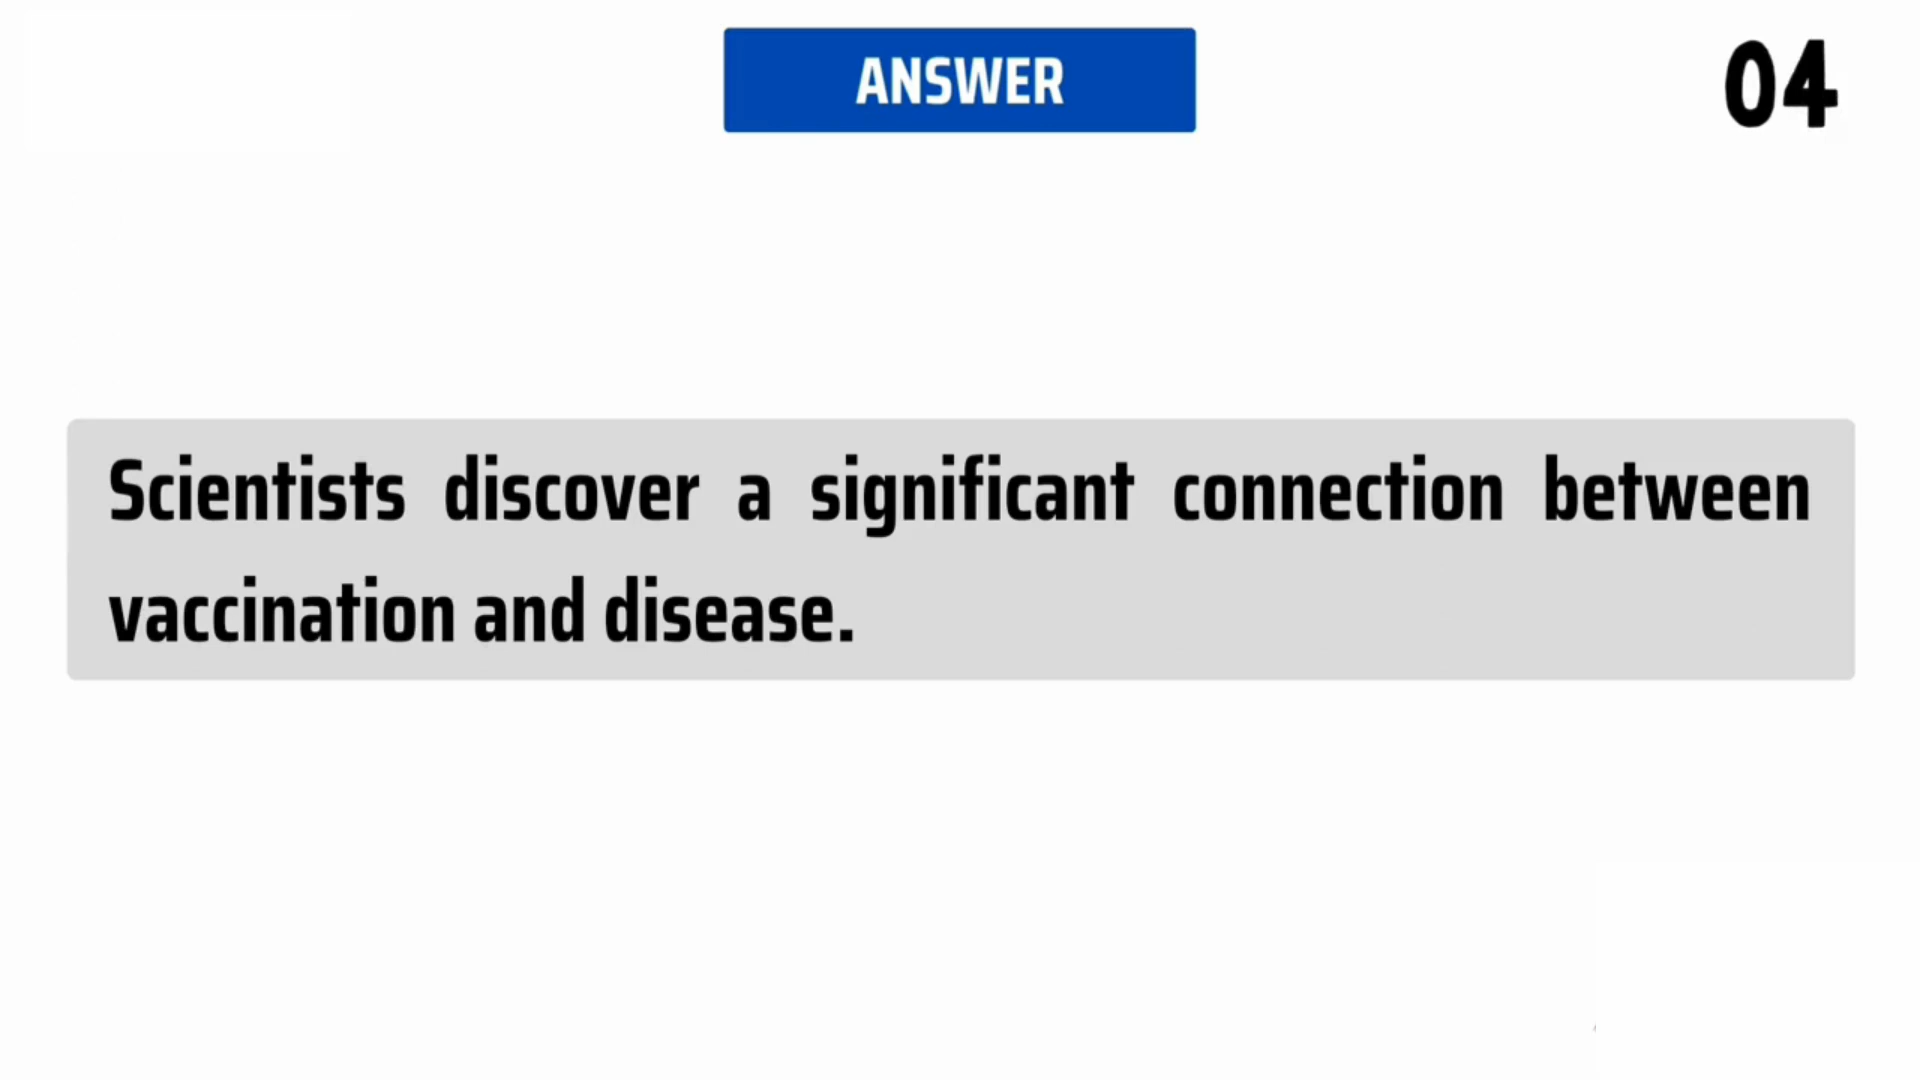 ANSWER
04
Scientists discover a significant connection between
vaccination and disease.